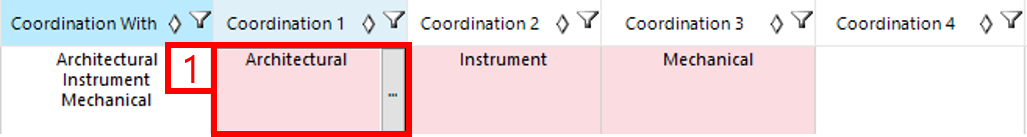 Coordination With
Coordination 1
Coordination 2
Coordination 3
Coordination 4
Architectural
Instrument
Mechanical
1
Architectural
...
Instrument
Mechanical